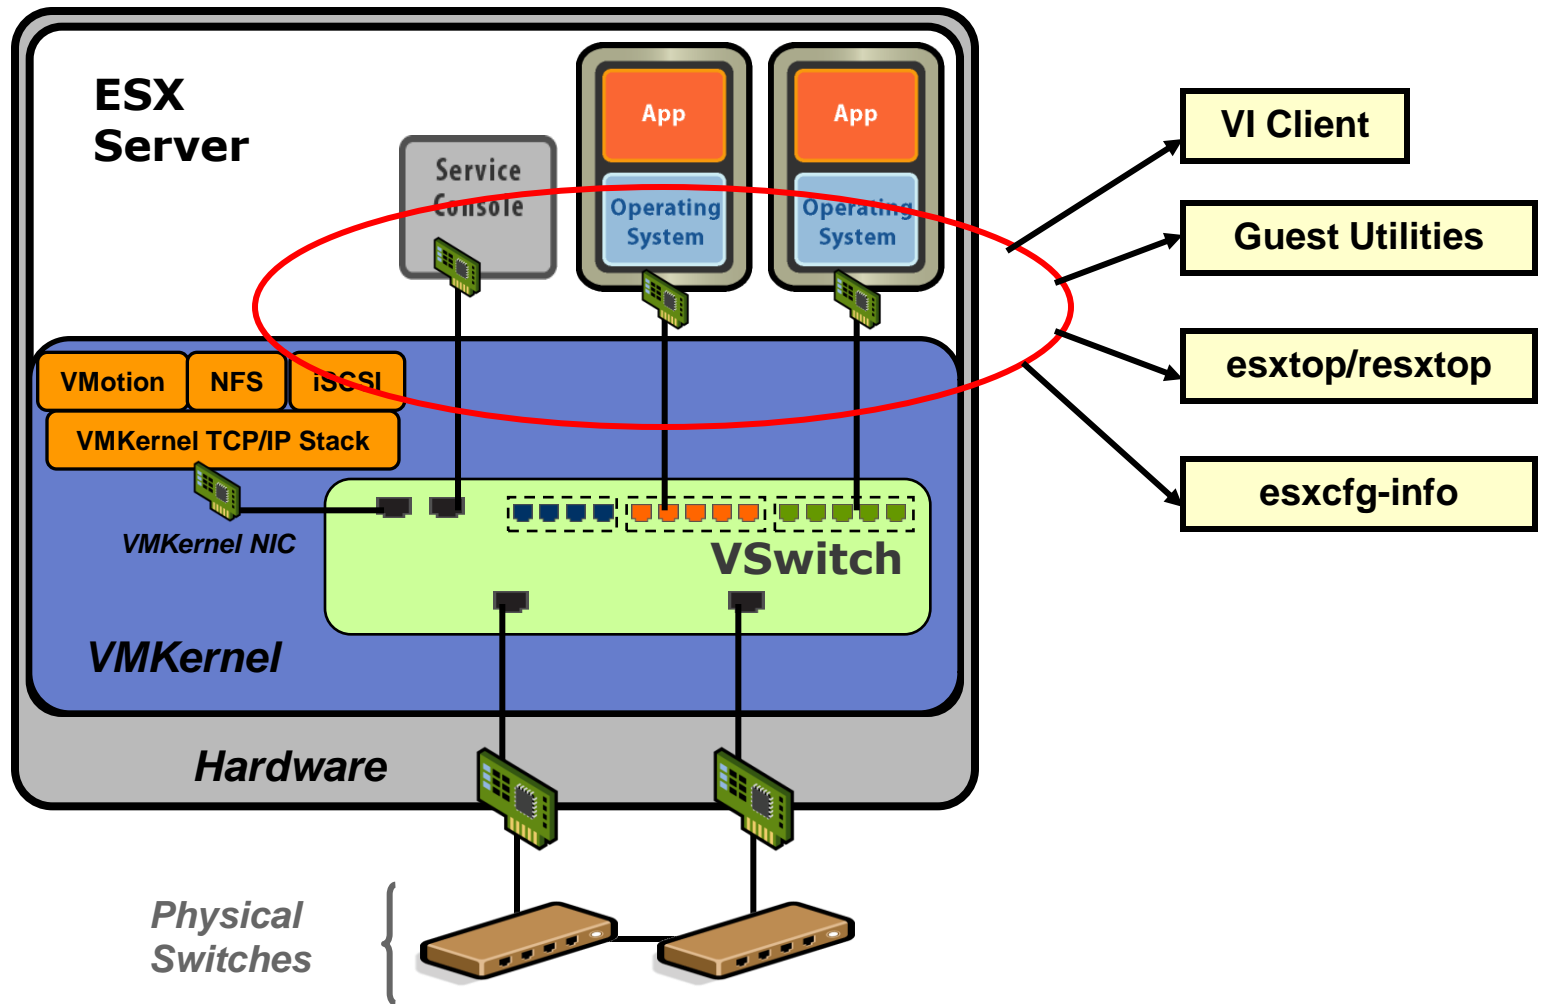 ESX
Server
Service
Console
App
Operating
System
App
Operating
System
VI Client
Guest Utilities
esxtop/resxtop
esxcfg-info
VMotion
NFS
iSCSI
VMKernel TCP/IP Stack
VMKernel NIC
VSwitch
VMKernel
Hardware
Physical
Switches